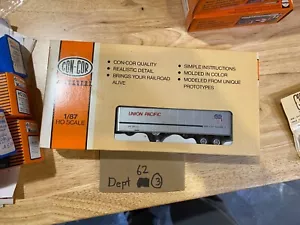 CON-COR
1/87
HO SCALE
• CON-COR QUALITY
• REALISTIC DETAIL
• BRINGS YOUR RAILROAD
ALIVE
• SIMPLE INSTRUCTIONS
• MOLDED IN COLOR
• MODELED FROM UNIQUE
PROTOTYPES
UNION PACIFIC
62
Dept 3